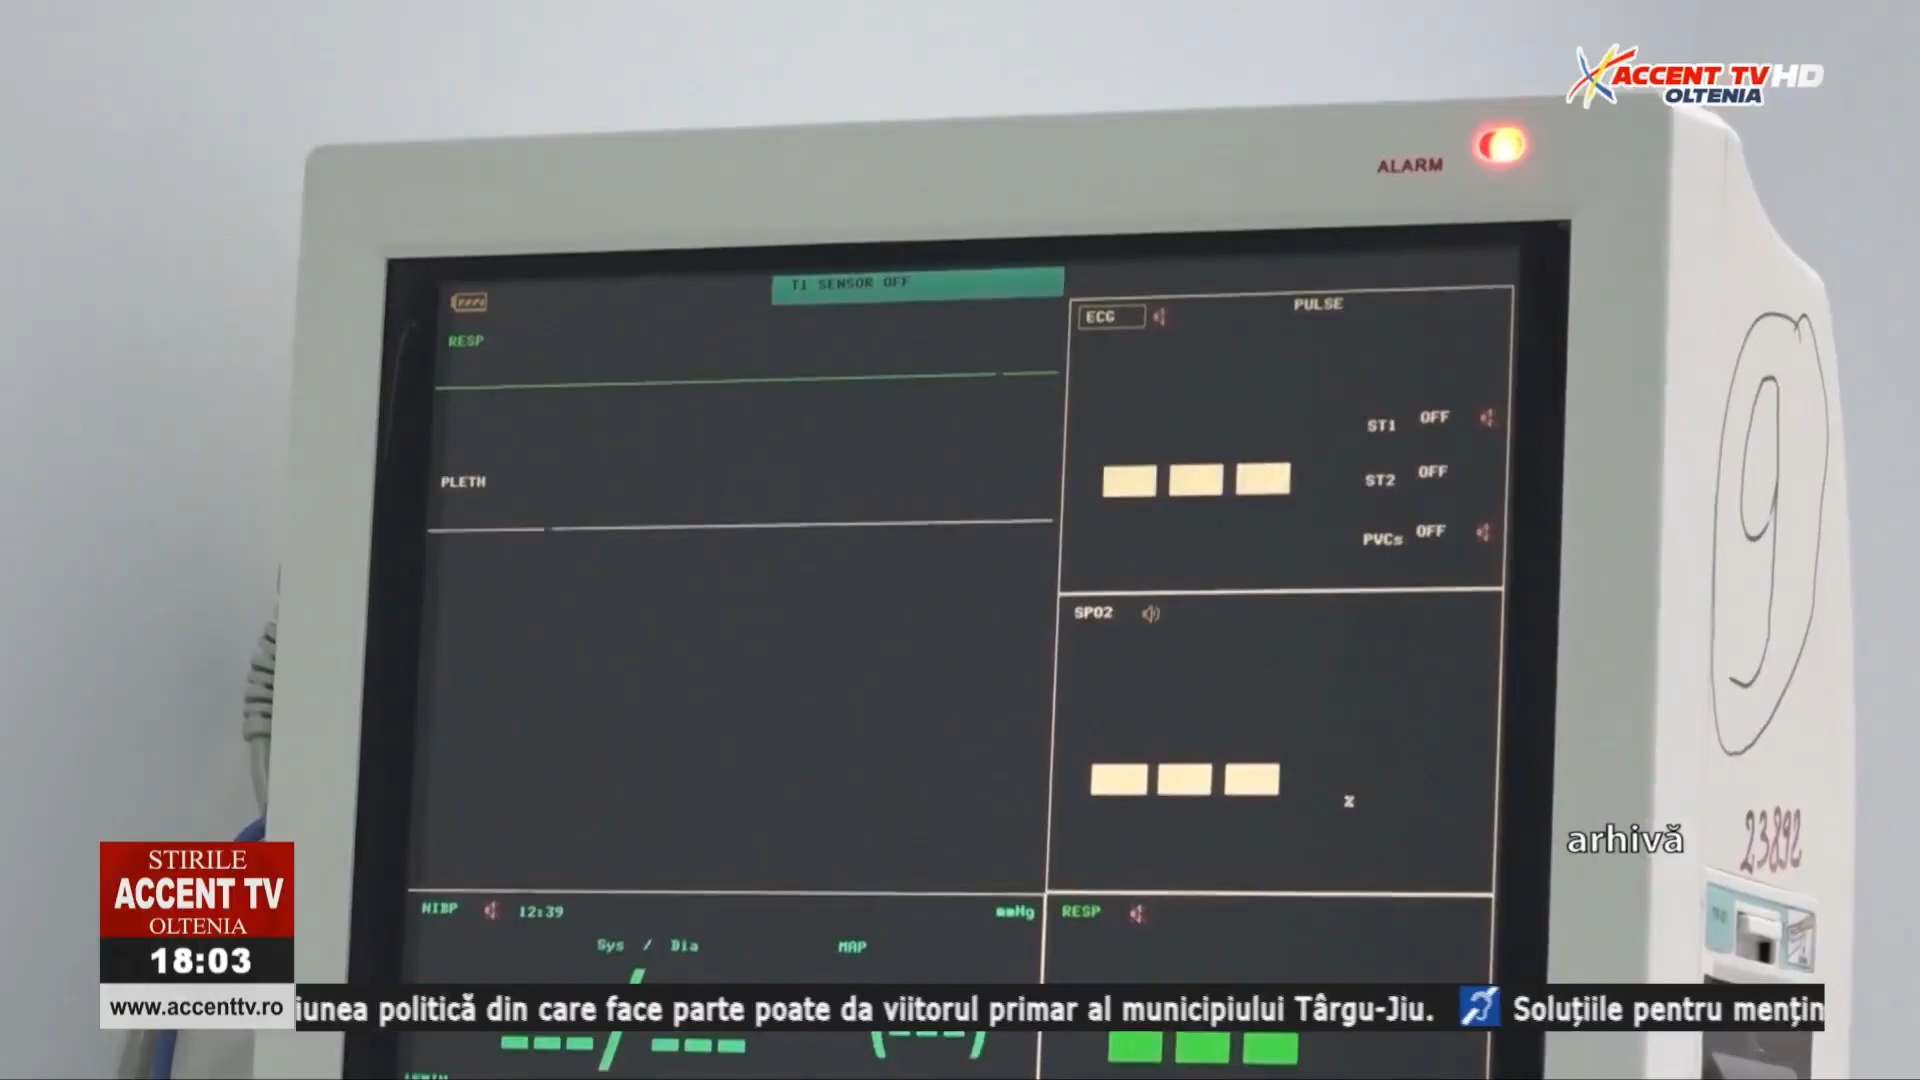 ACCENT TV HD
OLTENIA
ALARM
T1 SENSOR OFF
RESP
ECG
PULSE
ST1 OFF
ST2 OFF
PVCs OFF
PLETH
SPO2
%
9
23892
arhivă
NIBP 12:39 mmHg
RESP
Sys / Dia MAP
STIRILE
ACCENT TV
OLTENIA
18:03
www.accenttv.ro
iunea politică din care face parte poate da viitorul primar al municipiului Târgu-Jiu. Soluțiile pentru mențin
--- / --- (---)